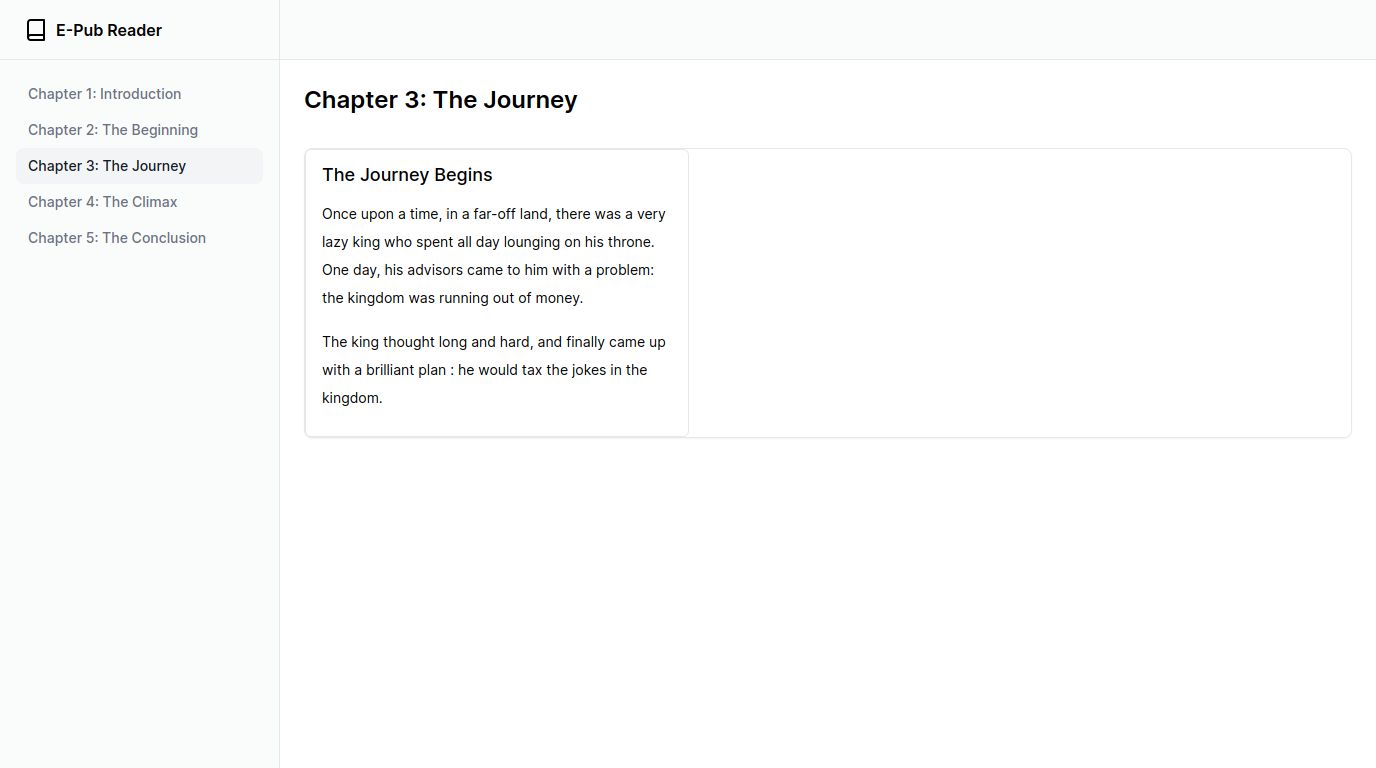 E-Pub Reader
Chapter 1: Introduction
Chapter 2: The Beginning
Chapter 3: The Journey
Chapter 4: The Climax
Chapter 5: The Conclusion
Chapter 3: The Journey
The Journey Begins
Once upon a time, in a far-off land, there was a very
lazy king who spent all day lounging on his throne.
One day, his advisors came to him with a problem:
the kingdom was running out of money.
The king thought long and hard, and finally came up
with a brilliant plan : he would tax the jokes in the
kingdom.